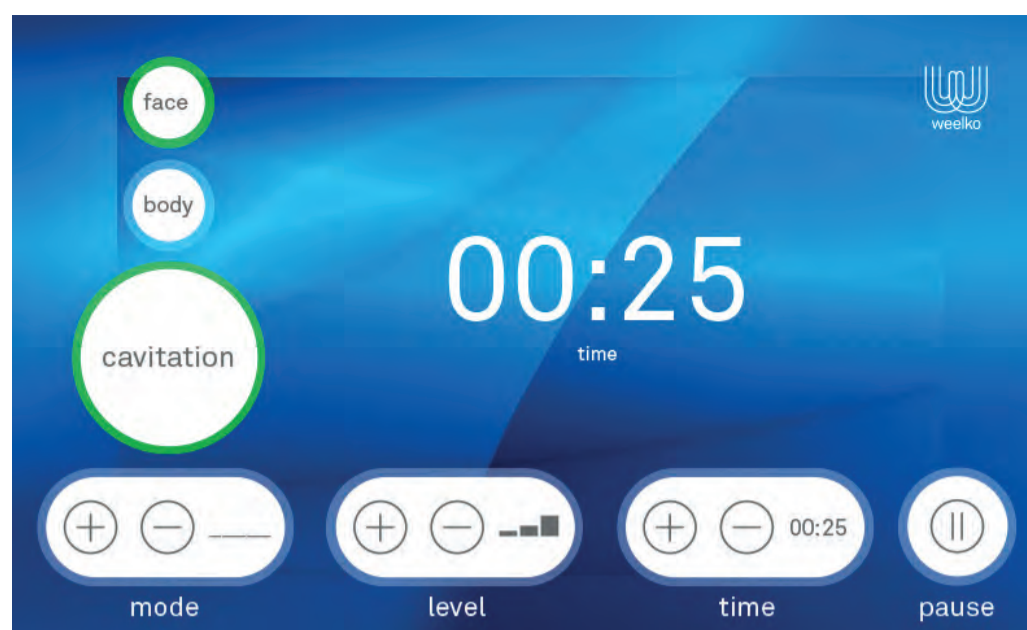 face
weelko
body
00:25
time
cavitation
00:25
mode
level
time
pause